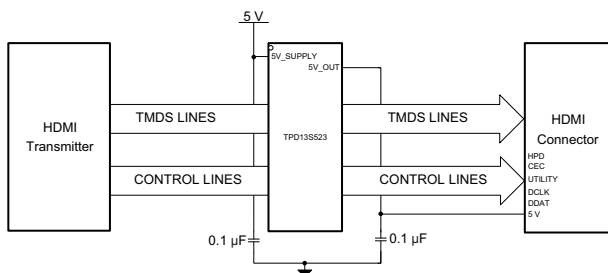 5 V
5V_SUPPLY
5V_OUT
HDMI
Transmitter
TMDS LINES
TPD13S523
TMDS LINES
HDMI
Connector
CONTROL LINES
CONTROL LINES
HPD
CEC
UTILITY
DCLK
DDAT
5 V
0.1 µF
0.1 µF